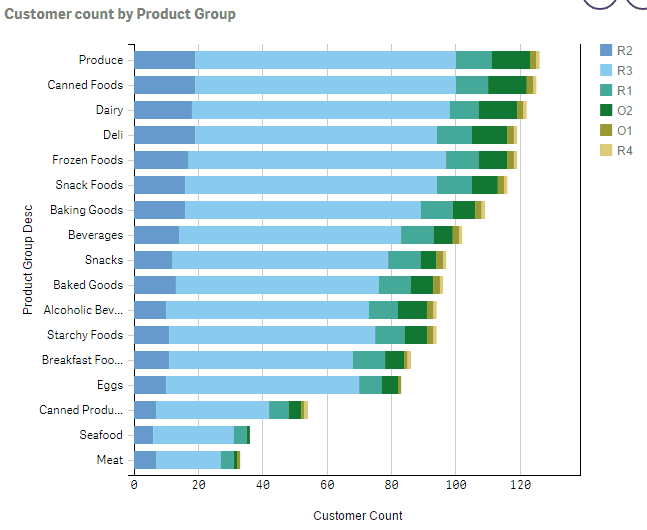 Customer count by Product Group
Product Group Desc
Produce
Canned Foods
Dairy
Deli
Frozen Foods
Snack Foods
Baking Goods
Beverages
Snacks
Baked Goods
Alcoholic Bev...
Starchy Foods
Breakfast Foo...
Eggs
Canned Produ...
Seafood
Meat
0 20 40 60 80 100 120
Customer Count
R2
R3
R1
O2
O1
R4